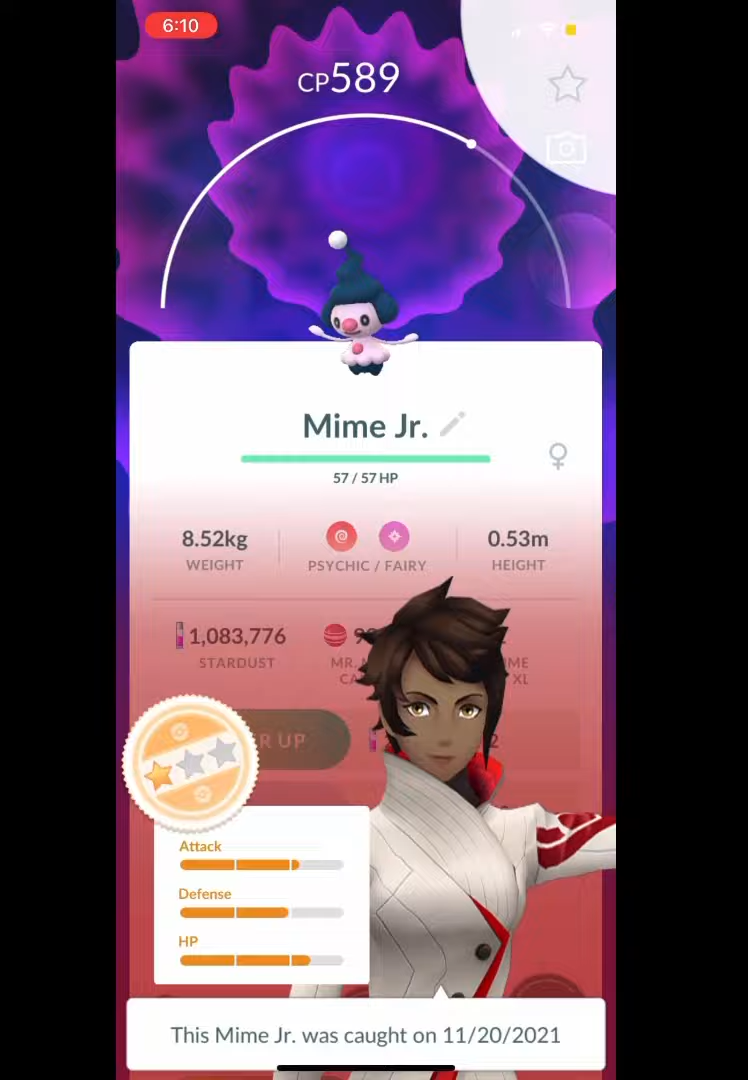 6:10
CP589
Mime Jr.
57 / 57 HP
8.52kg
WEIGHT
PSYCHIC / FAIRY
0.53m
HEIGHT
1,083,776
STARDUST
MR.
Attack
Defense
HP
This Mime Jr. was caught on 11/20/2021